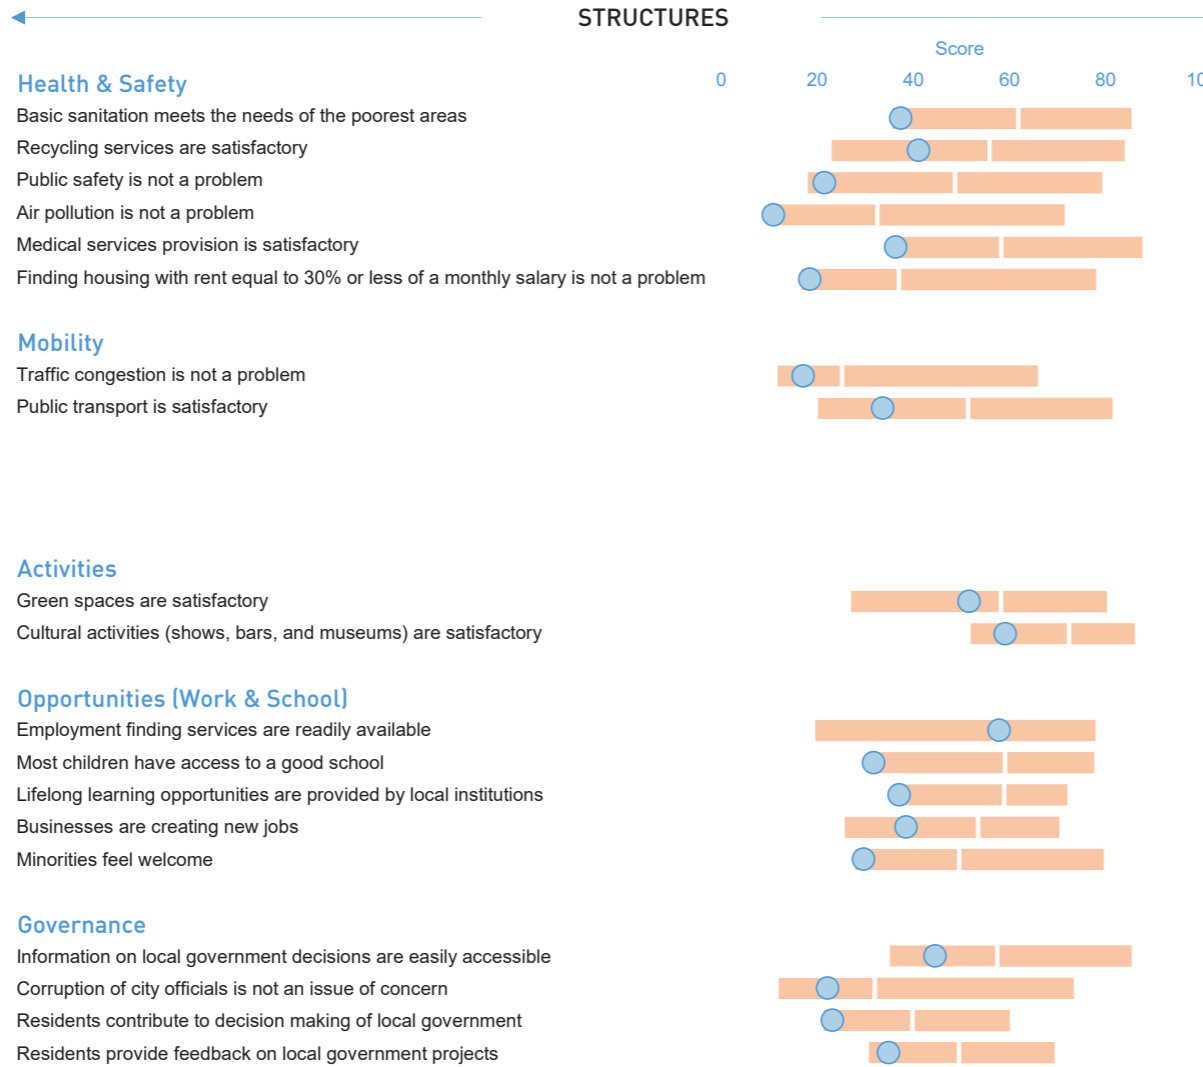 STRUCTURES
Score
Health & Safety
0 20 40 60 80 10
Basic sanitation meets the needs of the poorest areas
Recycling services are satisfactory
Public safety is not a problem
Air pollution is not a problem
Medical services provision is satisfactory
Finding housing with rent equal to 30% or less of a monthly salary is not a problem
Mobility
Traffic congestion is not a problem
Public transport is satisfactory
Activities
Green spaces are satisfactory
Cultural activities (shows, bars, and museums) are satisfactory
Opportunities (Work & School)
Employment finding services are readily available
Most children have access to a good school
Lifelong learning opportunities are provided by local institutions
Businesses are creating new jobs
Minorities feel welcome
Governance
Information on local government decisions are easily accessible
Corruption of city officials is not an issue of concern
Residents contribute to decision making of local government
Residents provide feedback on local government projects